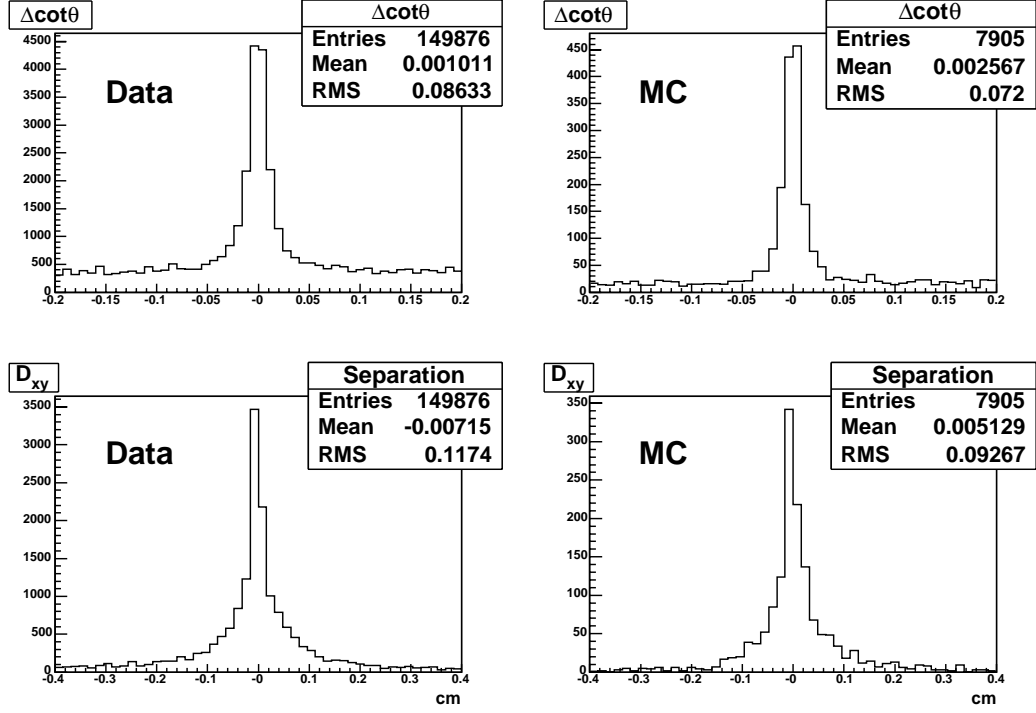 Δcotθ
Δcotθ
Entries 149876
Mean 0.001011
RMS 0.08633
Data
4500
4000
3500
3000
2500
2000
1500
1000
500
0
-0.2 -0.15 -0.1 -0.05 -0 0.05 0.1 0.15 0.2
Δcotθ
Δcotθ
Entries 7905
Mean 0.002567
RMS 0.072
MC
450
400
350
300
250
200
150
100
50
0
-0.2 -0.15 -0.1 -0.05 -0 0.05 0.1 0.15 0.2
D_xy
Separation
Entries 149876
Mean -0.00715
RMS 0.1174
Data
3500
3000
2500
2000
1500
1000
500
0
-0.4 -0.3 -0.2 -0.1 -0 0.1 0.2 0.3 0.4
cm
D_xy
Separation
Entries 7905
Mean 0.005129
RMS 0.09267
MC
350
300
250
200
150
100
50
0
-0.4 -0.3 -0.2 -0.1 -0 0.1 0.2 0.3 0.4
cm